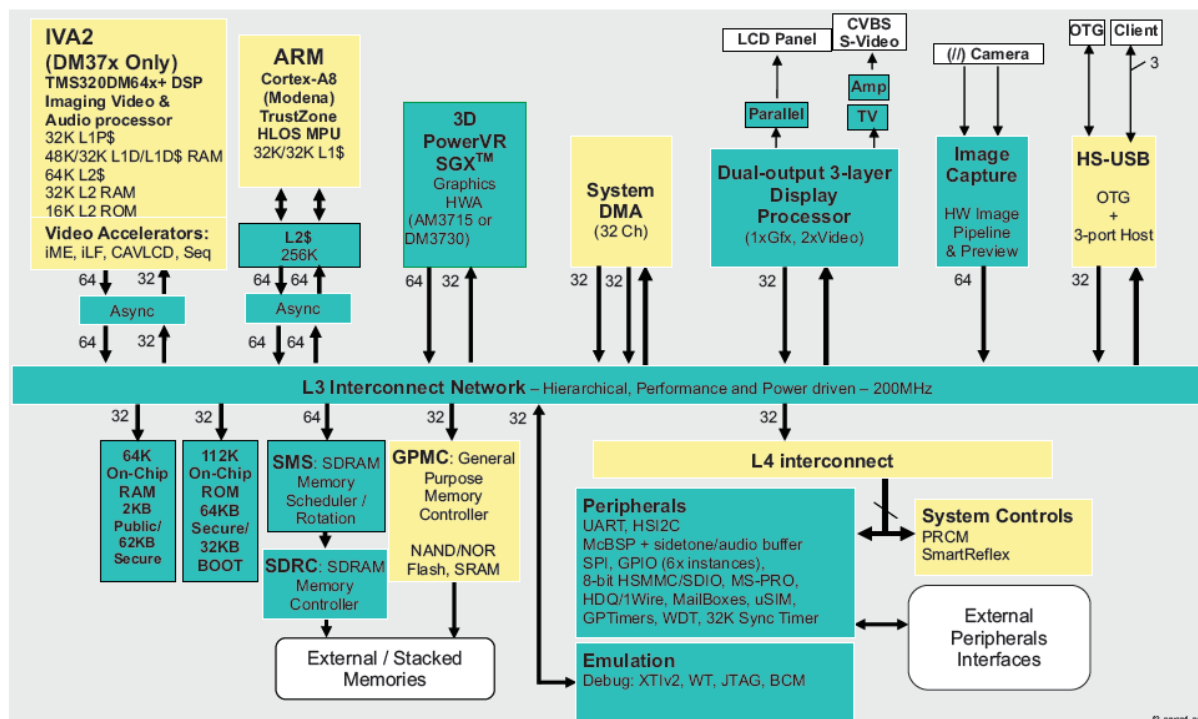 IVA2
(DM37x Only)
TMS320DM64x+ DSP
Imaging Video &
Audio processor
32K L1P$
48K/32K L1D/L1D$ RAM
64K L2$
32K L2 RAM
16K L2 ROM
Video Accelerators:
iME, iLF, CAVLCD, Seq
64
32
Async
64
32
ARM
Cortex-A8
(Modena)
TrustZone
HLOS MPU
32K/32K L1$
L2$
256K
64
64
Async
64
64
3D
PowerVR
SGX™
Graphics
HWA
(AM3715 or
DM3730)
64
32
System
DMA
(32 Ch)
32
32
LCD Panel
CVBS
S-Video
Amp
Parallel
TV
Dual-output 3-layer
Display
Processor
(1xGfx, 2xVideo)
32
(//) Camera
Image
Capture
HW Image
Pipeline
& Preview
64
OTG
Client
3
HS-USB
OTG
+
3-port Host
32
L3 Interconnect Network – Hierarchical, Performance and Power driven – 200MHz
32
32
64
32
32
32
64K
On-Chip
RAM
2KB
Public/
62KB
Secure
112K
On-Chip
ROM
64KB
Secure/
32KB
BOOT
SMS: SDRAM
Memory
Scheduler /
Rotation
SDRC: SDRAM
Memory
Controller
GPMC: General
Purpose
Memory
Controller
NAND/NOR
Flash, SRAM
External / Stacked
Memories
L4 interconnect
Peripherals
UART, HSI2C
McBSP + sidetone/audio buffer
SPI, GPIO (6x instances),
8-bit HSMMC/SDIO, MS-PRO,
HDQ/1Wire, MailBoxes, uSIM,
GPTimers, WDT, 32K Sync Timer
System Controls
PRCM
SmartReflex
External
Peripherals
Interfaces
Emulation
Debug: XTIv2, WT, JTAG, BCM